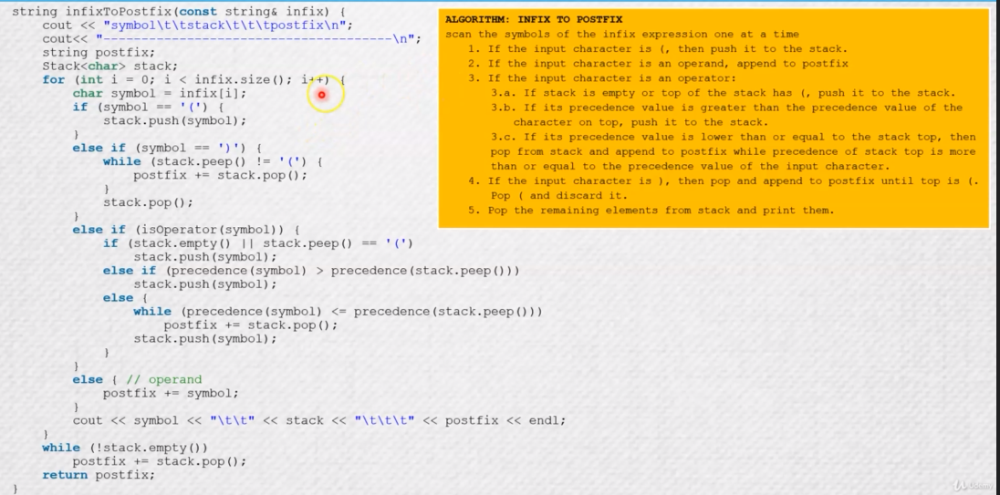 string infixToPostfix(const string& infix) {
cout << "symbol\t\tstack\t\t\tpostfix\n";
cout<< "--------------------------------------\n";
string postfix;
Stack<char> stack;
for (int i = 0; i < infix.size(); i++) {
char symbol = infix[i];
if (symbol == '(') {
stack.push(symbol);
}
else if (symbol == ')') {
while (stack.peep() != '(') {
postfix += stack.pop();
}
stack.pop();
}
else if (isOperator(symbol)) {
if (stack.empty() || stack.peep() == '(')
stack.push(symbol);
else if (precedence(symbol) > precedence(stack.peep()))
stack.push(symbol);
else {
while (precedence(symbol) <= precedence(stack.peep()))
postfix += stack.pop();
stack.push(symbol);
}
}
else { // operand
postfix += symbol;
}
cout << symbol << "\t\t" << stack << "\t\t\t" << postfix << endl;
}
while (!stack.empty())
postfix += stack.pop();
return postfix;
}
ALGORITHM: INFIX TO POSTFIX
scan the symbols of the infix expression one at a time
1. If the input character is (, then push it to the stack.
2. If the input character is an operand, append to postfix
3. If the input character is an operator:
3.a. If stack is empty or top of the stack has (, push it to the stack.
3.b. If its precedence value is greater than the precedence value of the
character on top, push it to the stack.
3.c. If its precedence value is lower than or equal to the stack top, then
pop from stack and append to postfix while precedence of stack top is more
than or equal to the precedence value of the input character.
4. If the input character is ), then pop and append to postfix until top is (.
Pop ( and discard it.
5. Pop the remaining elements from stack and print them.
Udemy